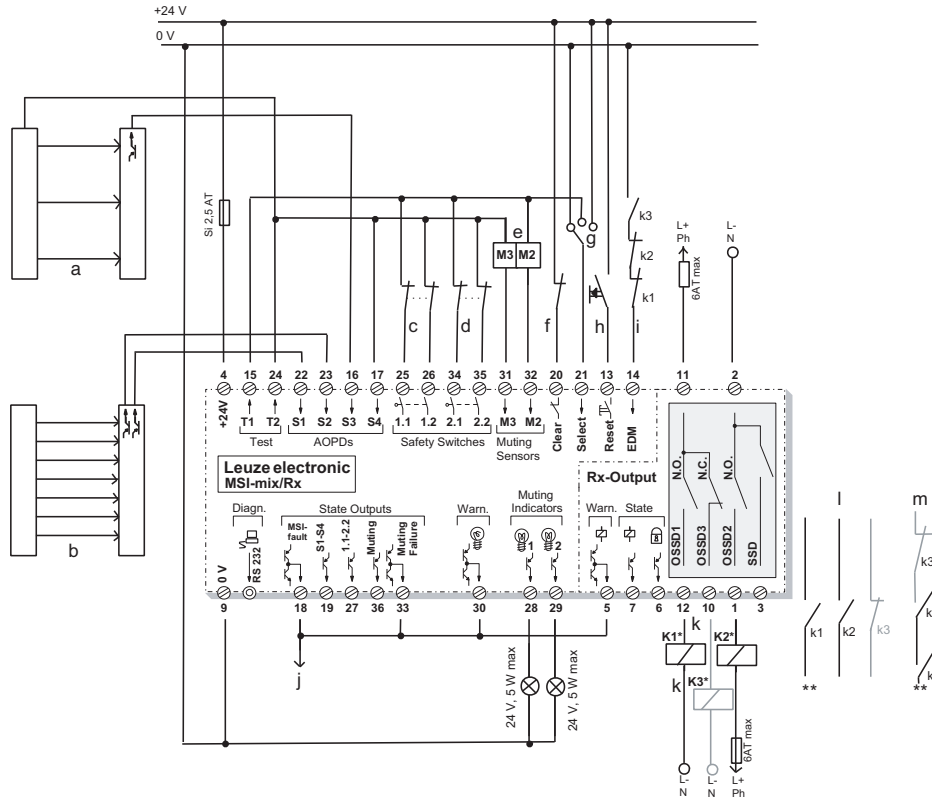 +24 V
0 V
Si 2,5 AT
a
b
c
d
e
M3 M2
f
g
h
k3
k2
k1
i
L+
Ph
6AT max
L-
N
4 15 24 22 23 16 17 25 26 34 35 31 32 20 21 13 14 11 2
+24V
T1 T2 S1 S2 S3 S4 1.1 1.2 2.1 2.2 M3 M2
Clear
Select
Reset
EDM
Test AOPDs Safety Switches Muting
Sensors
Leuze electronic
MSI-mix/Rx
Rx-Output
N.O.
N.C.
N.O.
OSSD1
OSSD3
OSSD2
SSD
Diagn.
State Outputs
Warn.
Muting
Indicators
Warn. State
0 V
RS 232
MSI-
fault
S1-S4
1.1-2.2
Muting
Muting
Failure
1 2
9 18 19 27 36 33 30 28 29 5 7 6 12 10 1 3
j
24 V, 5 W max
24 V, 5 W max
k
K1*
K2*
k
K3*
6AT max
L-
N
L-
N
L+
Ph
l
k1
k2
k3
**
m
k3
k
k
**